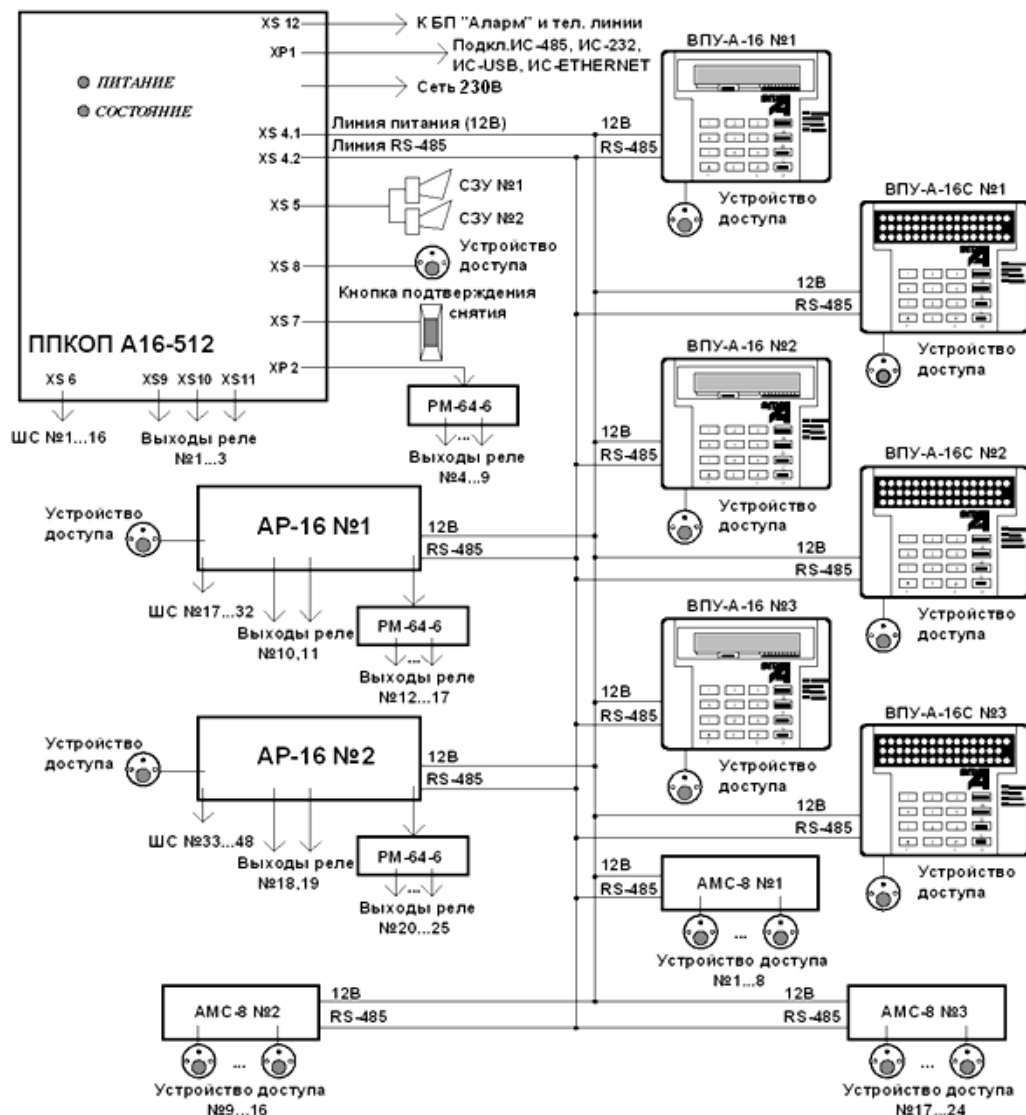 XS 12
К БП "Аларм" и тел. линии
XP1
Подкл.ИС-485, ИС-232,
ИС-USB, ИС-ETHERNET
ПИТАНИЕ
СОСТОЯНИЕ
Сеть 230В
XS 4.1
Линия питания (12В)
XS 4.2
Линия RS-485
XS 5
СЗУ №1
СЗУ №2
XS 8
Устройство
доступа
XS 7
Кнопка подтверждения
снятия
ППКОП А16-512
XP 2
XS 6
XS9
XS10
XS11
ШС №1...16
Выходы реле
№1...3
РМ-64-6
...
Выходы реле
№4...9
ВПУ-А-16 №1
12В
RS-485
Устройство
доступа
ВПУ-А-16С №1
12В
RS-485
Устройство
доступа
ВПУ-А-16 №2
12В
RS-485
Устройство
доступа
ВПУ-А-16С №2
12В
RS-485
Устройство
доступа
Устройство
доступа
АР-16 №1
12В
RS-485
ШС №17...32
Выходы реле
№10,11
РМ-64-6
...
Выходы реле
№12...17
ВПУ-А-16 №3
12В
RS-485
Устройство
доступа
ВПУ-А-16С №3
12В
RS-485
Устройство
доступа
Устройство
доступа
АР-16 №2
12В
RS-485
ШС №33...48
Выходы реле
№18,19
РМ-64-6
...
Выходы реле
№20...25
12В
RS-485
АМС-8 №1
...
Устройство доступа
№1...8
АМС-8 №2
12В
RS-485
...
Устройство доступа
№9...16
12В
RS-485
АМС-8 №3
...
Устройство доступа
№17...24